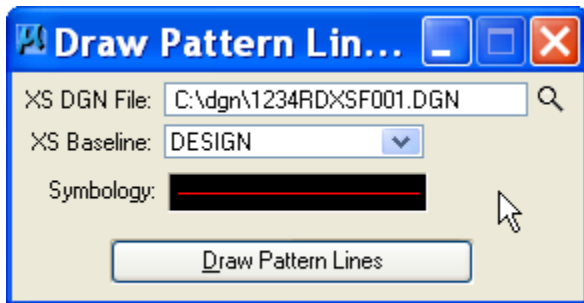 Draw Pattern Lin...
XS DGN File: C:\dgn\1234RDXSF001.DGN
XS Baseline: DESIGN
Symbology:
Draw Pattern Lines